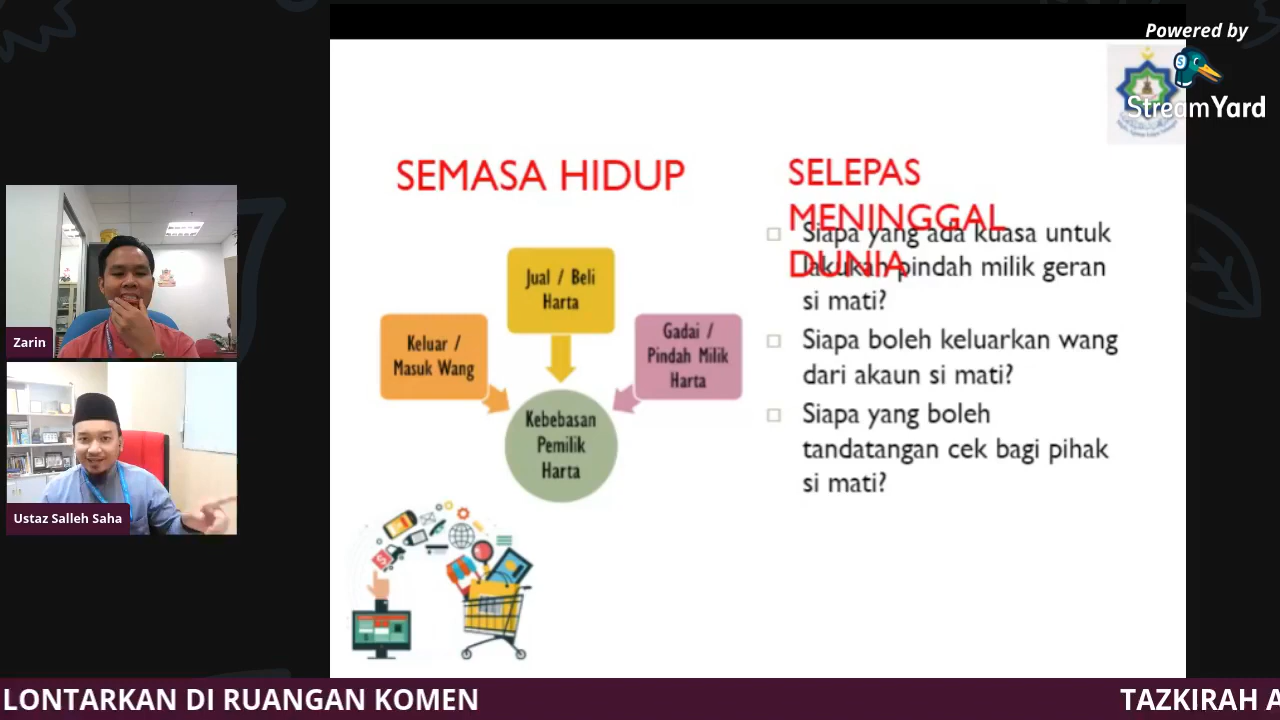 Powered by
StreamYard
SEMASA HIDUP
Jual / Beli
Harta
Keluar /
Masuk Wang
Gadai /
Pindah Milik
Harta
Kebebasan
Pemilik
Harta
SELEPAS
MENINGGAL
DUNIA
Siapa yang ada kuasa untuk
lakukan pindah milik geran
si mati?
Siapa boleh keluarkan wang
dari akaun si mati?
Siapa yang boleh
tandatangan cek bagi pihak
si mati?
Zarin
Ustaz Salleh Saha
LONTARKAN DI RUANGAN KOMEN
TAZKIRAH A